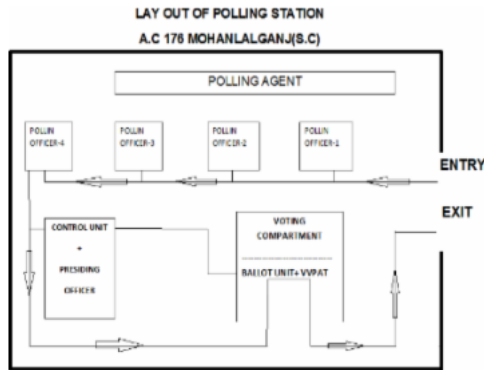 LAY OUT OF POLLING STATION
A.C 176 MOHANLALGANJ(S.C)
POLLING AGENT
POLLIN
OFFICER-4
POLLIN
OFFICER-3
POLLIN
OFFICER-2
POLLIN
OFFICER-1
ENTRY
EXIT
CONTROL UNIT
+
PRESIDING
OFFICER
VOTING
COMPARTMENT
BALLOT UNIT+ VVPAT